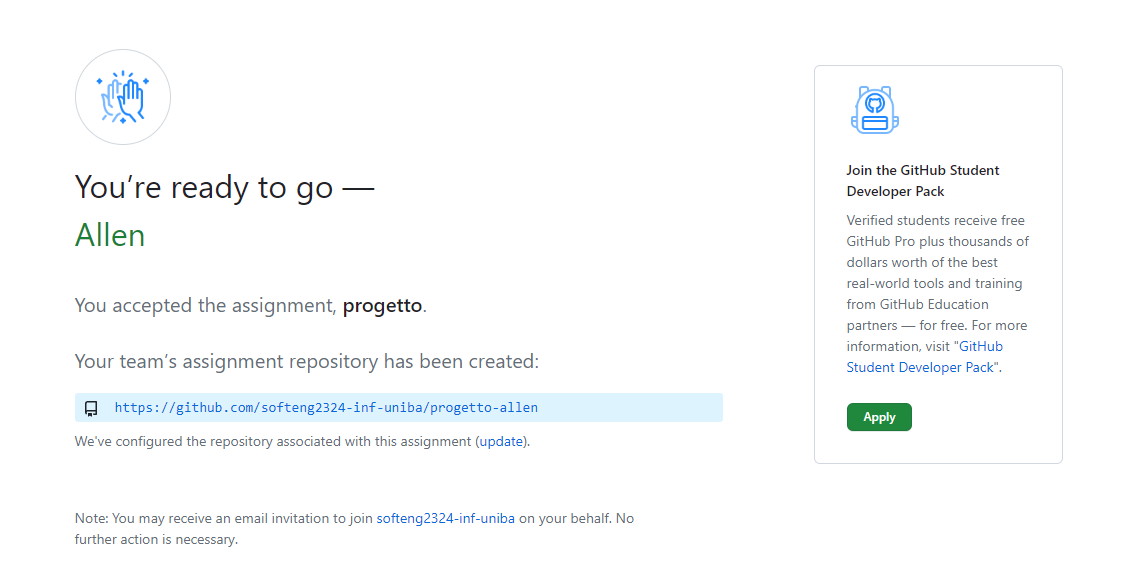 You’re ready to go —
Allen
You accepted the assignment, progetto.
Your team’s assignment repository has been created:
https://github.com/softeng2324-inf-uniba/progetto-allen
We've configured the repository associated with this assignment (update).
Note: You may receive an email invitation to join softeng2324-inf-uniba on your behalf. No
further action is necessary.
Join the GitHub Student
Developer Pack
Verified students receive free
GitHub Pro plus thousands of
dollars worth of the best
real-world tools and training
from GitHub Education
partners — for free. For more
information, visit "GitHub
Student Developer Pack".
Apply